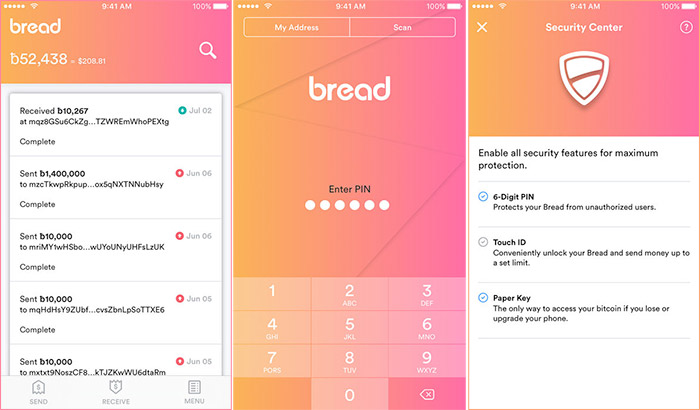 9:41 AM 100%
bread
ƀ52,438 = $208.81
Received ƀ10,267 Jul 02
at mqz8GSu6CkZg...TZWREmWhoPEXtg
Complete
Sent ƀ1,400,000 Jun 06
to mzcTkwpRkpup...ox5qNXTNNubHsy
Complete
Sent ƀ10,000 Jun 06
to mriMY1wHSbo...wUYoUNyUHFsLzUK
Complete
Sent ƀ10,000 Jun 05
to mqHdHsY9ZUbf...cvsZbnLpSoTTXE6
Complete
Sent ƀ10,000 Jun 05
to mxtxt9NoszCF8...kTJZKwWU6dtaRm
SEND RECEIVE MENU
9:41 AM 100%
My Address Scan
bread
Enter PIN
1 2 3
ABC DEF
4 5 6
GHI JKL MNO
7 8 9
PQRS TUV WXYZ
0
9:41 AM 100%
Security Center
Enable all security features for maximum
protection.
6-Digit PIN
Protects your Bread from unauthorized users.
Touch ID
Conveniently unlock your Bread and send money up to
a set limit.
Paper Key
The only way to access your bitcoin if you lose or
upgrade your phone.